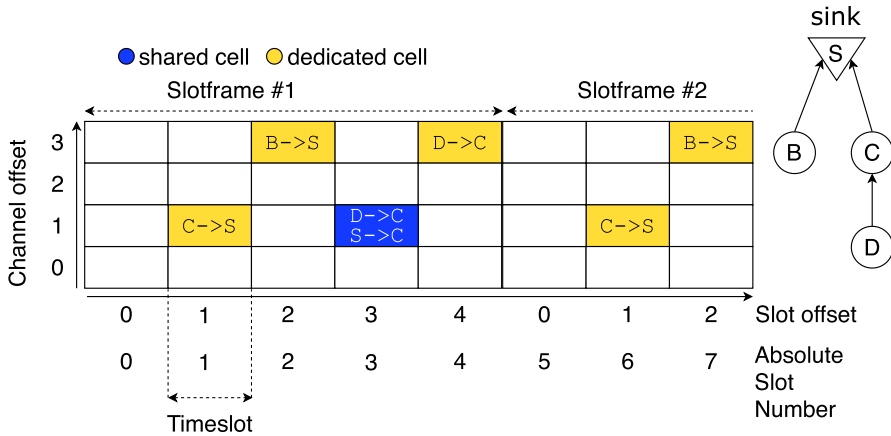 sink
S
shared cell
dedicated cell
Slotframe #1
Slotframe #2
Channel offset
3
B->S
D->C
B->S
B
C
2
1
C->S
D->C
S->C
C->S
D
0
0
1
2
3
4
0
1
2
Slot offset
0
1
2
3
4
5
6
7
Absolute
Slot
Number
Timeslot